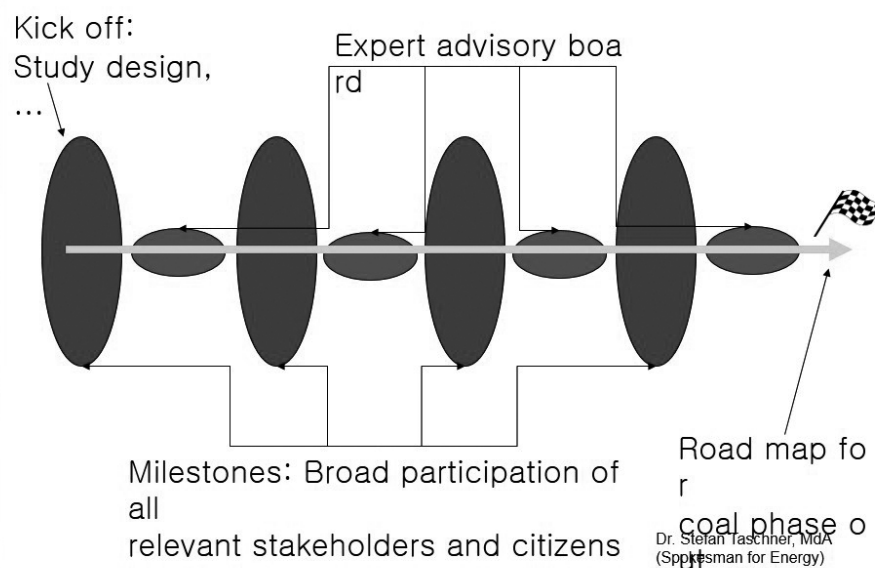 Kick off:
Study design,
...
Expert advisory boa
rd
Milestones: Broad participation of
all
relevant stakeholders and citizens
Road map fo
r
coal phase o
ut
Dr. Stefan Taschner, MdA
(Spokesman for Energy)